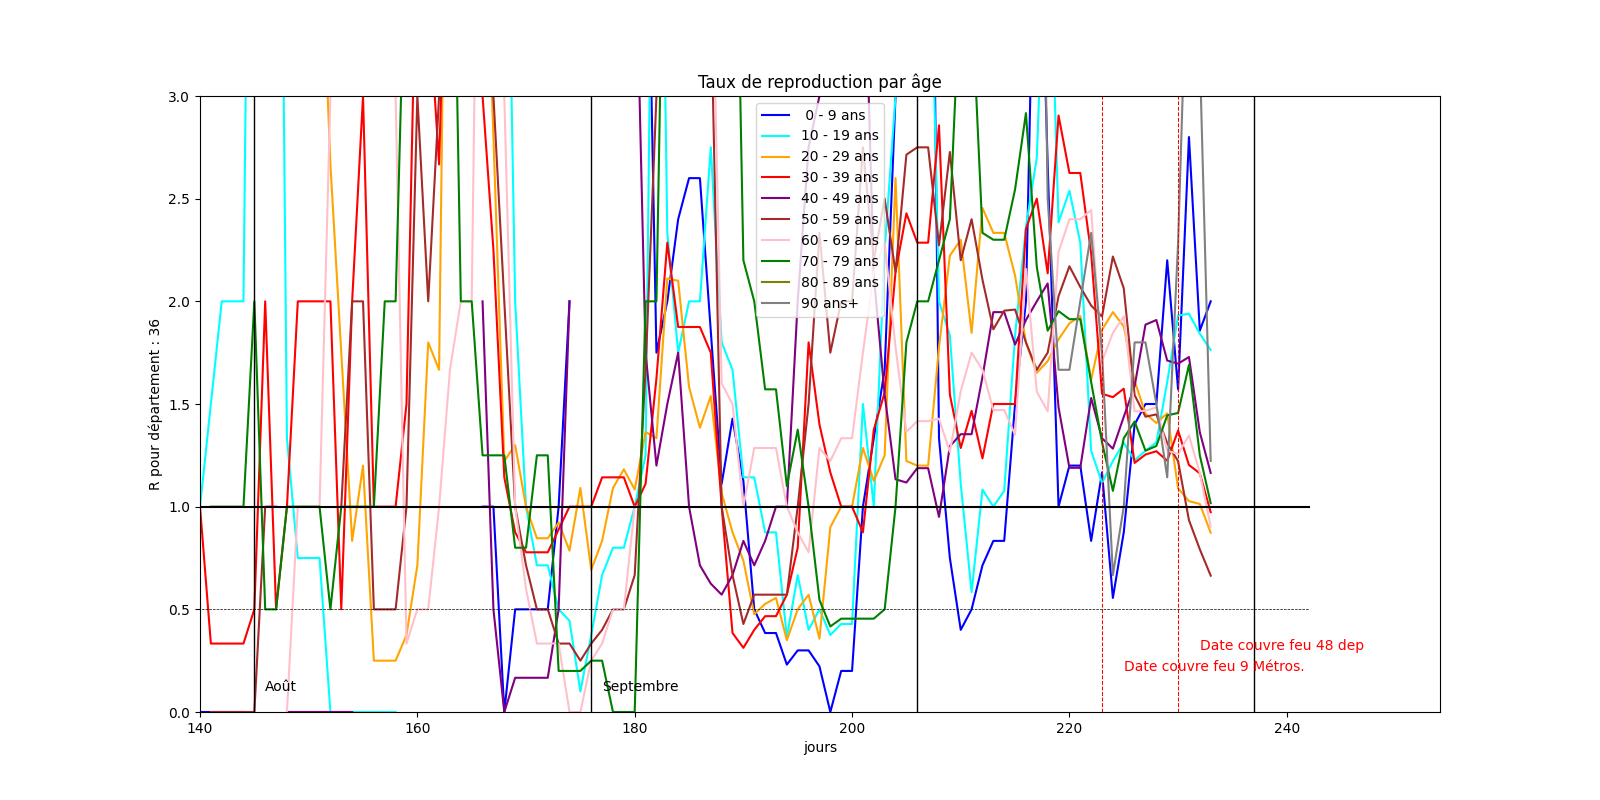 Taux de reproduction par âge
3.0
2.5
2.0
1.5
1.0
0.5
0.0
R pour département : 36
0 - 9 ans
10 - 19 ans
20 - 29 ans
30 - 39 ans
40 - 49 ans
50 - 59 ans
60 - 69 ans
70 - 79 ans
80 - 89 ans
90 ans+
Date couvre feu 48 dep
Date couvre feu 9 Métros.
Août
Septembre
140
160
180
200
220
240
jours